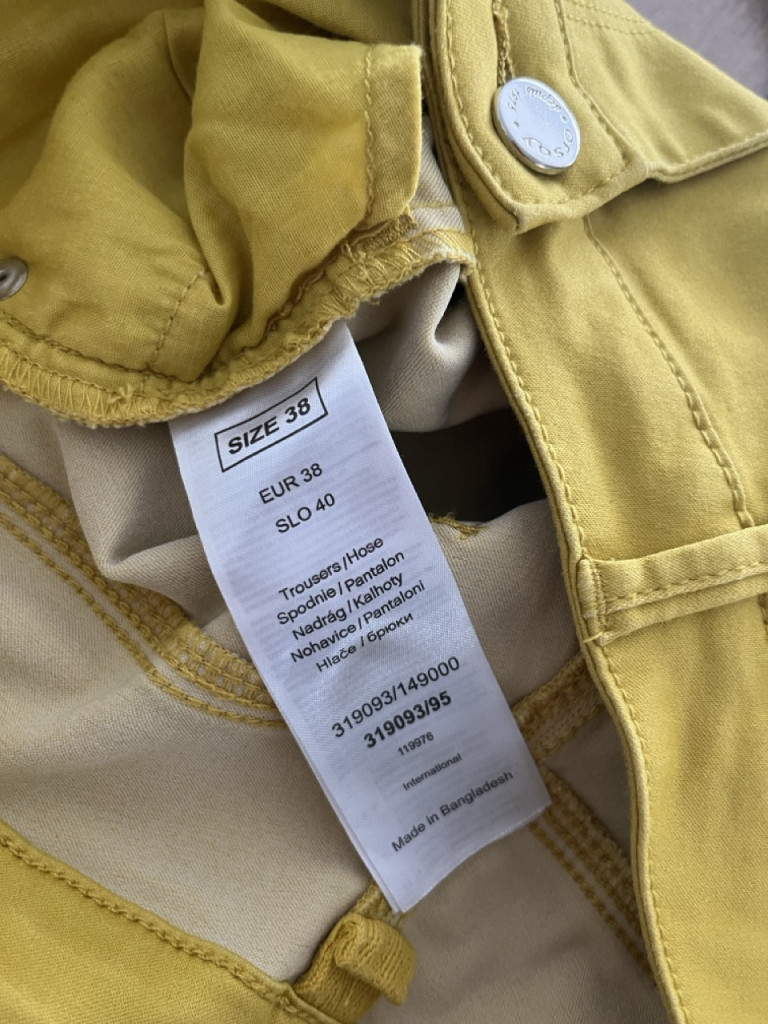 ORSAY
SIZE 38
EUR 38
SLO 40
Trousers / Hose
Spodnie / Pantalon
Nadrág / Kalhoty
Nohavice / Pantaloni
Hlače / брюки
319093/149000
319093/95
119976
International
Made in Bangladesh